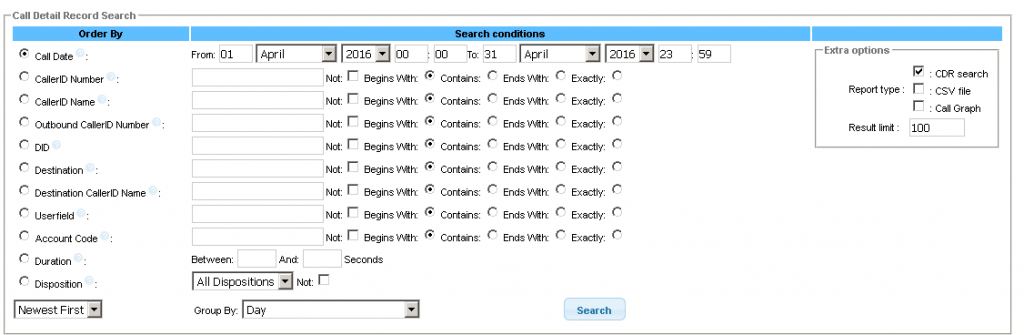 Call Detail Record Search
Order By Search conditions
Call Date : From: 01 April 2016 00 : 00 To: 31 April 2016 23 : 59
Extra options
CallerID Number : Not: Begins With: Contains: Ends With: Exactly:
: CDR search
CallerID Name : Not: Begins With: Contains: Ends With: Exactly:
Report type : : CSV file
: Call Graph
Outbound CallerID Number : Not: Begins With: Contains: Ends With: Exactly:
Result limit : 100
DID Not: Begins With: Contains: Ends With: Exactly:
Destination : Not: Begins With: Contains: Ends With: Exactly:
Destination CallerID Name : Not: Begins With: Contains: Ends With: Exactly:
Userfield : Not: Begins With: Contains: Ends With: Exactly:
Account Code : Not: Begins With: Contains: Ends With: Exactly:
Duration : Between: And: Seconds
Disposition : All Dispositions Not:
Newest First Group By: Day Search